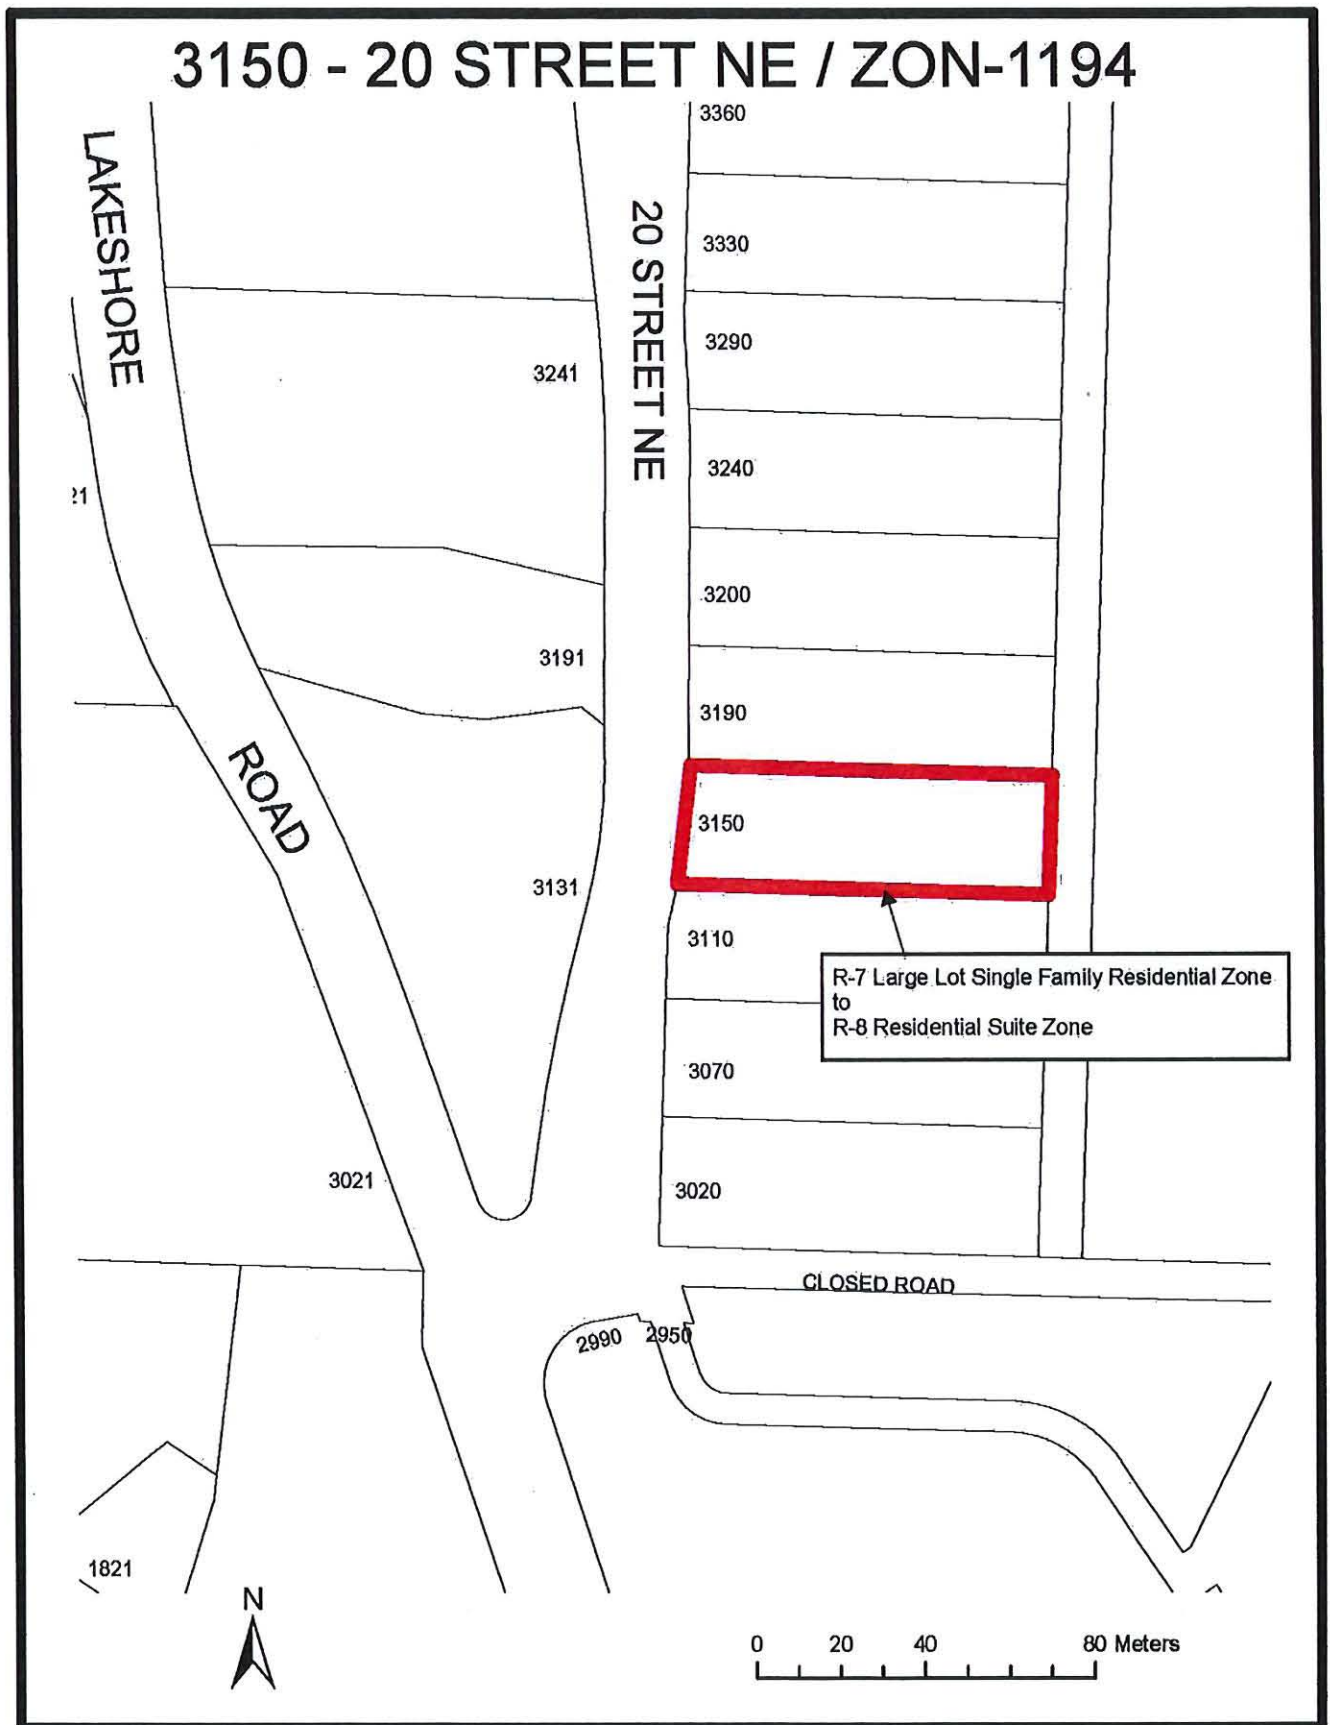 3150 - 20 STREET NE / ZON-1194
LAKESHORE
ROAD
20 STREET NE
3360
3330
3290
3241
3240
21
3200
3191
3190
3150
3131
3110
R-7 Large Lot Single Family Residential Zone
to
R-8 Residential Suite Zone
3070
3021
3020
CLOSED ROAD
2990
2950
1821
N
0 20 40 80 Meters